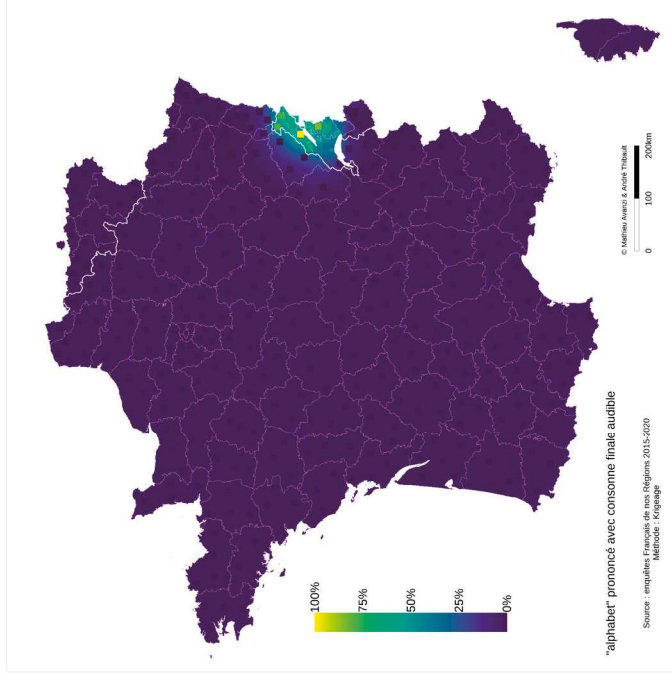 "alphabet" prononcé avec consonne finale audible
Source : enquêtes Français de nos Régions 2015-2020
Méthode : Krigeage
100%
75%
50%
25%
0%
© Mathieu Avanzi & André Thibault
0 100 200km